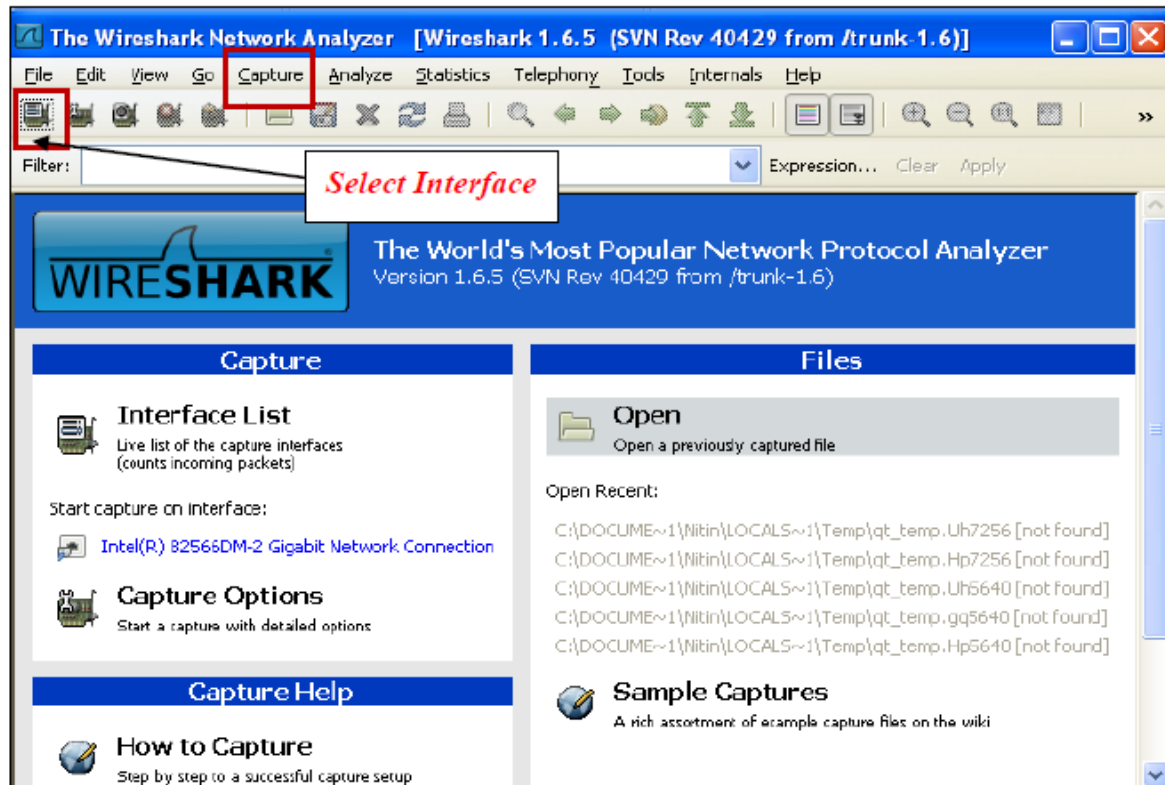 The Wireshark Network Analyzer [Wireshark 1.6.5 (SVN Rev 40429 from /trunk-1.6)]
File Edit View Go Capture Analyze Statistics Telephony Tools Internals Help
Filter: Expression... Clear Apply
Select Interface
WIRESHARK
The World's Most Popular Network Protocol Analyzer
Version 1.6.5 (SVN Rev 40429 from /trunk-1.6)
Capture
Interface List
Live list of the capture interfaces
(counts incoming packets)
Start capture on interface:
Intel(R) 82566DM-2 Gigabit Network Connection
Capture Options
Start a capture with detailed options
Capture Help
How to Capture
Step by step to a successful capture setup
Files
Open
Open a previously captured file
Open Recent:
C:\DOCUME~1\Nitin\LOCALS~1\Temp\qt_temp.Uh7256 [not found]
C:\DOCUME~1\Nitin\LOCALS~1\Temp\qt_temp.Hp7256 [not found]
C:\DOCUME~1\Nitin\LOCALS~1\Temp\qt_temp.Uh5640 [not found]
C:\DOCUME~1\Nitin\LOCALS~1\Temp\qt_temp.gq5640 [not found]
C:\DOCUME~1\Nitin\LOCALS~1\Temp\qt_temp.Hp5640 [not found]
Sample Captures
A rich assortment of example capture files on the wiki